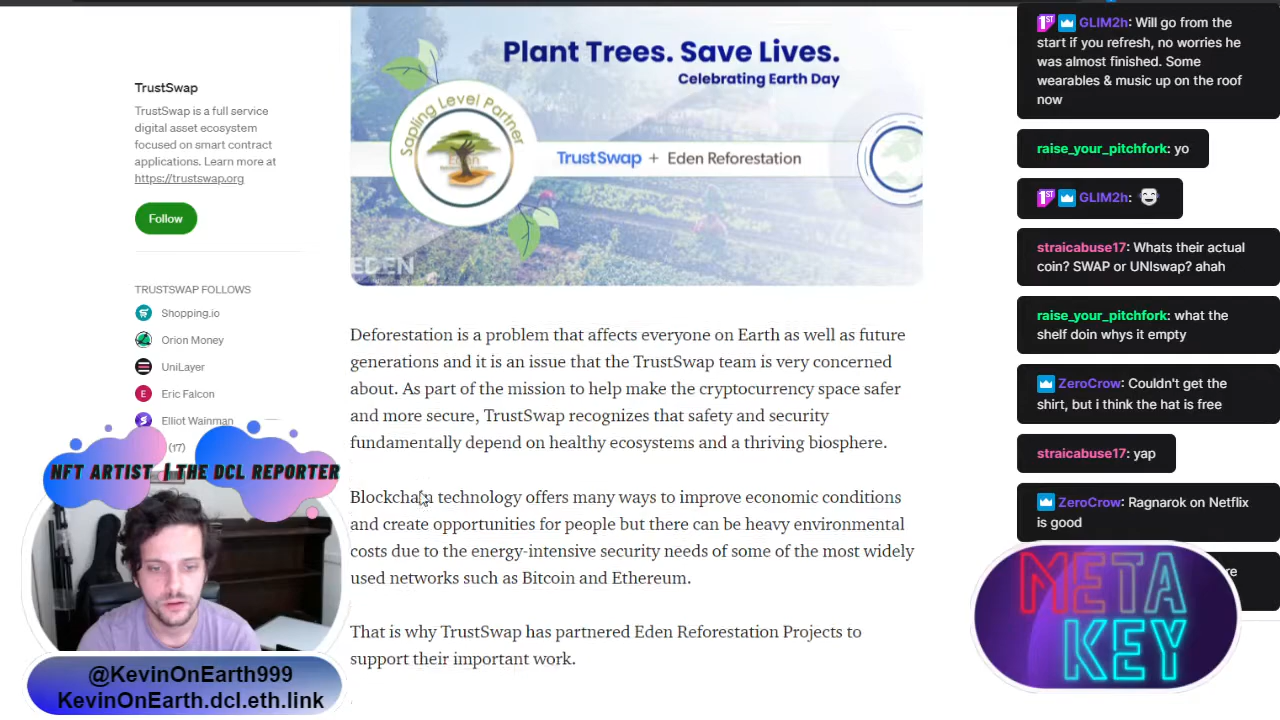 Plant Trees. Save Lives.
Celebrating Earth Day
Sapling Level Partner
Eden
TrustSwap + Eden Reforestation
EDEN
TrustSwap
TrustSwap is a full service
digital asset ecosystem
focused on smart contract
applications. Learn more at
https://trustswap.org
Follow
TRUSTSWAP FOLLOWS
Shopping.io
Orion Money
UniLayer
E Eric Falcon
Elliot Wainman
(17)
Deforestation is a problem that affects everyone on Earth as well as future
generations and it is an issue that the TrustSwap team is very concerned
about. As part of the mission to help make the cryptocurrency space safer
and more secure, TrustSwap recognizes that safety and security
fundamentally depend on healthy ecosystems and a thriving biosphere.
Blockchain technology offers many ways to improve economic conditions
and create opportunities for people but there can be heavy environmental
costs due to the energy-intensive security needs of some of the most widely
used networks such as Bitcoin and Ethereum.
That is why TrustSwap has partnered Eden Reforestation Projects to
support their important work.
NFT ARTIST | THE DCL REPORTER
@KevinOnEarth999
KevinOnEarth.dcl.eth.link
1ST GLIM2h: Will go from the
start if you refresh, no worries he
was almost finished. Some
wearables & music up on the roof
now
raise_your_pitchfork: yo
1ST GLIM2h:
straicabuse17: Whats their actual
coin? SWAP or UNIswap? ahah
raise_your_pitchfork: what the
shelf doin whys it empty
ZeroCrow: Couldn't get the
shirt, but i think the hat is free
straicabuse17: yap
ZeroCrow: Ragnarok on Netflix
is good
META
KEY